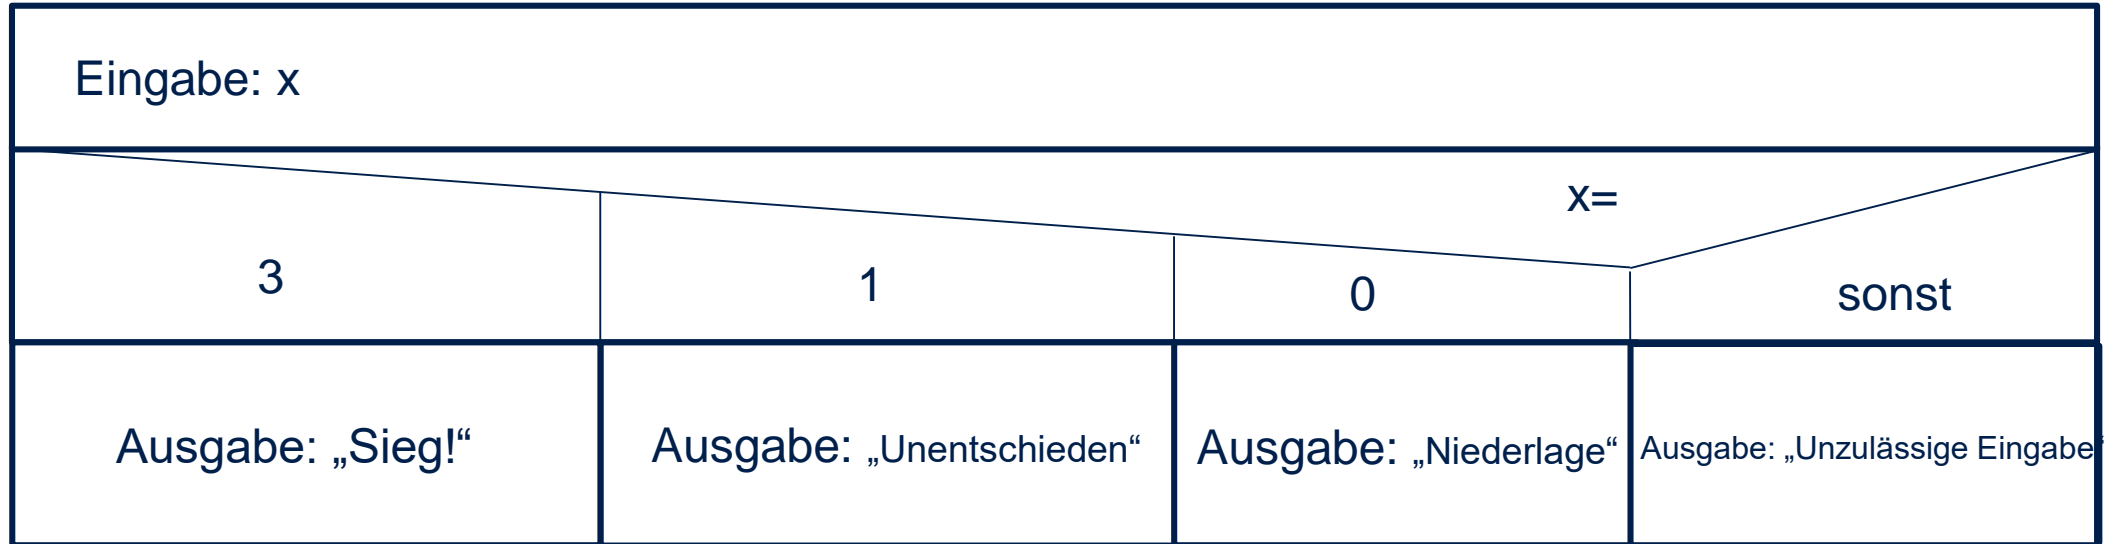 Eingabe: x
x=
3
1
0
sonst
Ausgabe: „Sieg!“
Ausgabe: „Unentschieden“
Ausgabe: „Niederlage“
Ausgabe: „Unzulässige Eingabe“